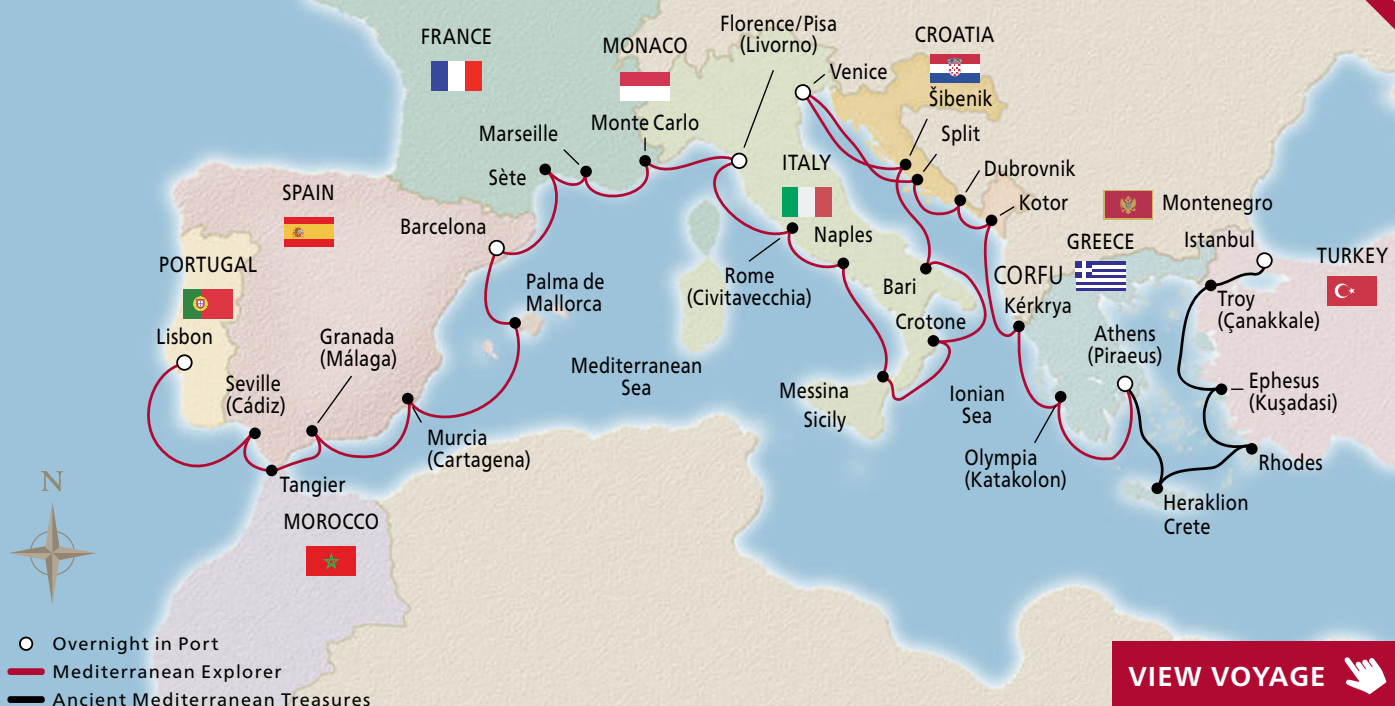 FRANCE
MONACO
Florence/Pisa
(Livorno)
CROATIA
Venice
Šibenik
Marseille
Monte Carlo
Split
Sète
ITALY
Dubrovnik
SPAIN
Kotor
Montenegro
Barcelona
Naples
GREECE
Istanbul
PORTUGAL
Rome
(Civitavecchia)
CORFU
TURKEY
Palma de
Mallorca
Bari
Kérkrya
Troy
(Çanakkale)
Lisbon
Granada
(Málaga)
Crotone
Athens
(Piraeus)
Mediterranean
Sea
Seville
(Cádiz)
Messina
Sicily
Ionian
Sea
Ephesus
(Kuşadasi)
Murcia
(Cartagena)
Olympia
(Katakolon)
Rhodes
N
Tangier
Heraklion
Crete
MOROCCO
Overnight in Port
Mediterranean Explorer
Ancient Mediterranean Treasures
VIEW VOYAGE